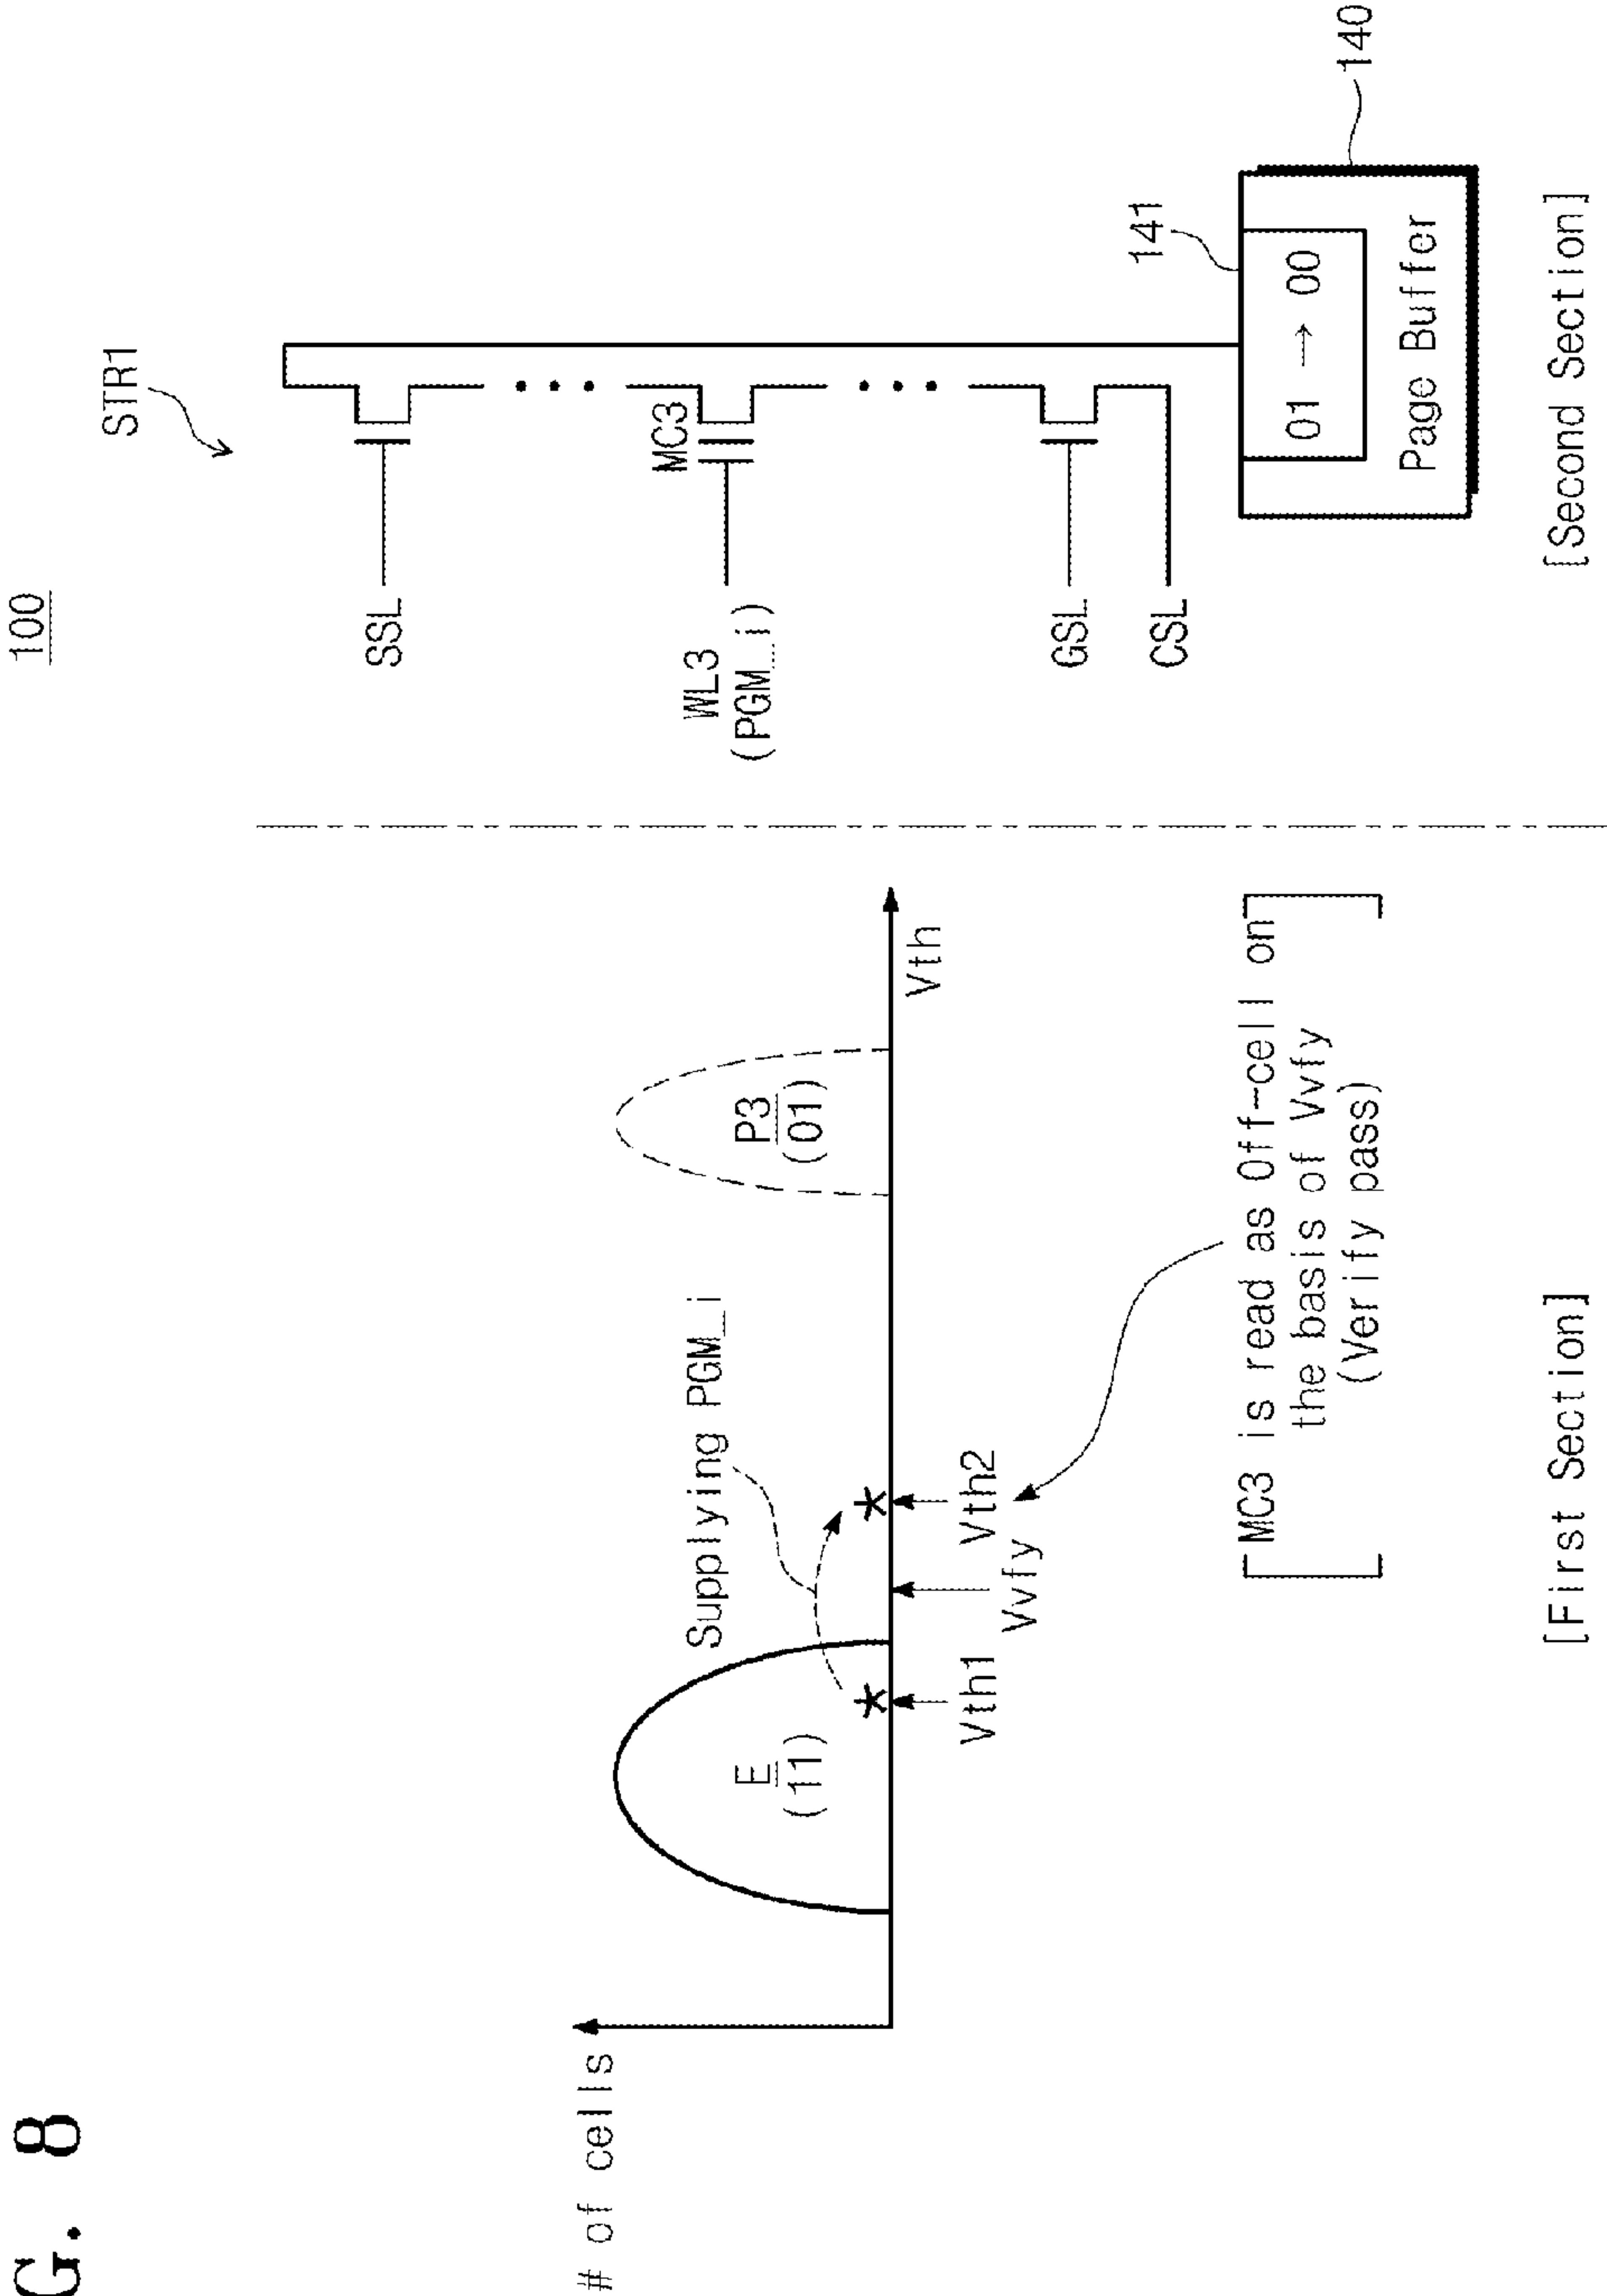 G. 8
100
# of cells
E
(11)
Supplying PGM_i
P3
(01)
Vth
Vth1
Vvfy
Vth2
MC3 is read as Off-cell on
the basis of Vvfy
(Verify pass)
[First Section]
STR1
SSL
MC3
WL3
(PGM_i)
GSL
CSL
141
01 → 00
Page Buffer
140
[Second Section]